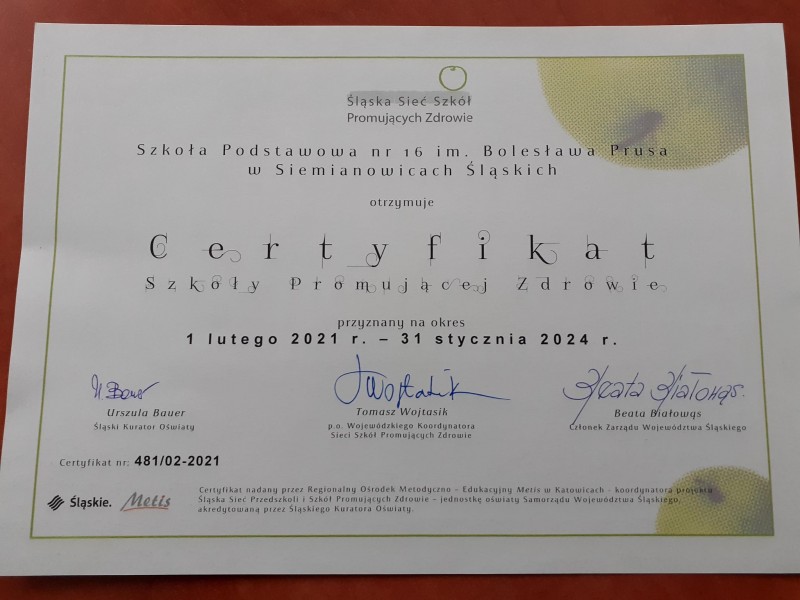 Śląska Sieć Szkół
Promujących Zdrowie
Szkoła Podstawowa nr 16 im. Bolesława Prusa
w Siemianowicach Śląskich
otrzymuje
Certyfikat
Szkoły Promującej Zdrowie
przyznany na okres
1 lutego 2021 r. – 31 stycznia 2024 r.
U. Bauer JWojtasik Beata Białowąs.
Urszula Bauer Tomasz Wojtasik Beata Białowąs
Śląski Kurator Oświaty p.o. Wojewódzkiego Koordynatora Członek Zarządu Województwa Śląskiego
Sieci Szkół Promujących Zdrowie
Certyfikat nr: 481/02-2021
Śląskie. Metis
Certyfikat nadany przez Regionalny Ośrodek Metodyczno – Edukacyjny Metis w Katowicach – koordynatora projektu
Śląska Sieć Przedszkoli i Szkół Promujących Zdrowie – jednostkę oświaty Samorządu Województwa Śląskiego,
akredytowaną przez Śląskiego Kuratora Oświaty.